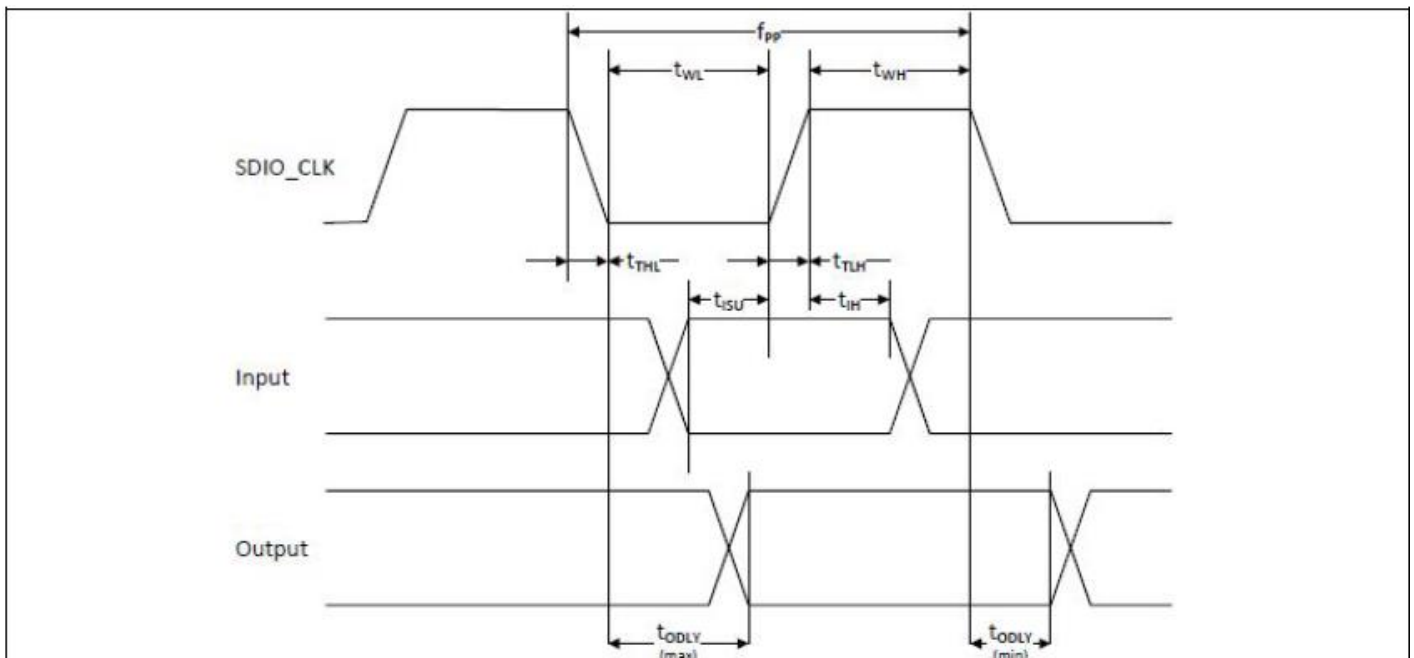 fPP
tWL
tWH
SDIO_CLK
tTHL
tTLH
tISU
tIH
Input
Output
tODLY
(max)
tODLY
(min)